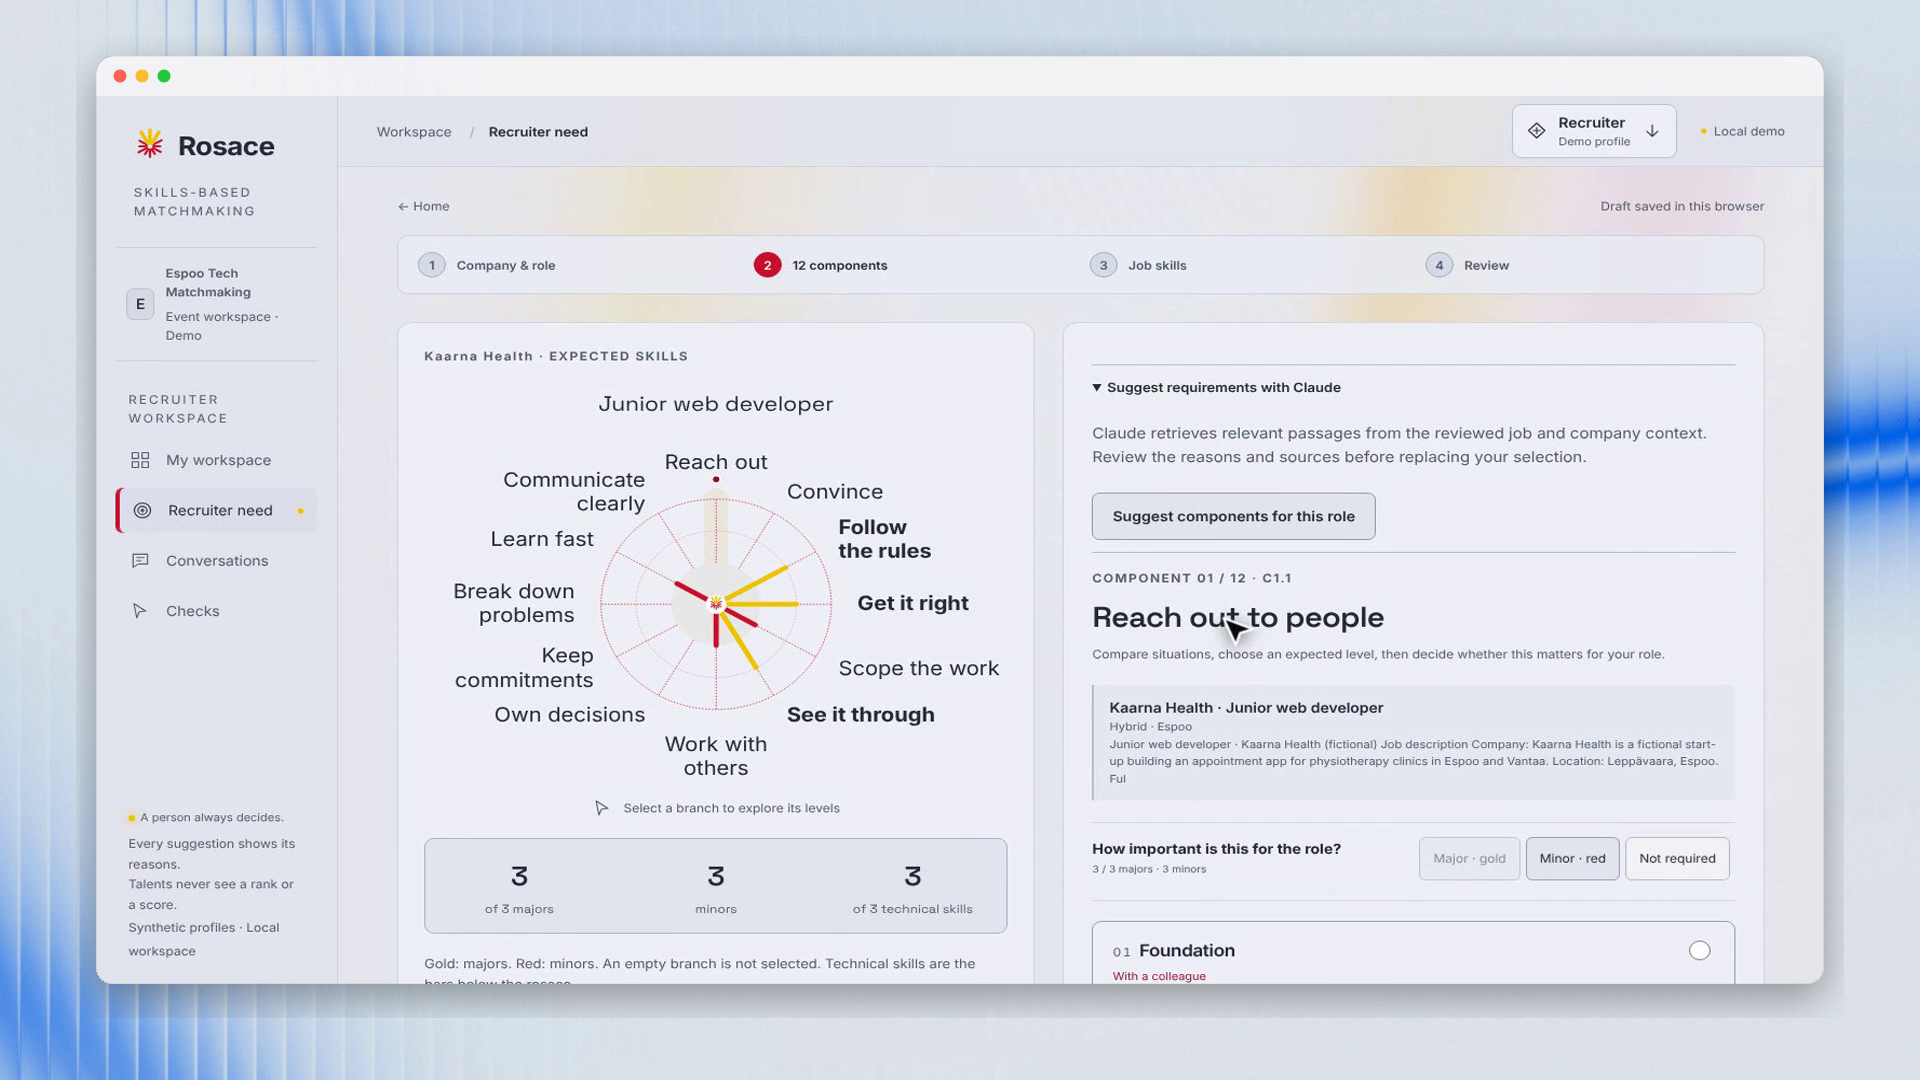 Rosace
SKILLS-BASED
MATCHMAKING
E
Espoo Tech
Matchmaking
Event workspace ·
Demo
RECRUITER
WORKSPACE
My workspace
Recruiter need
Conversations
Checks
A person always decides.
Every suggestion shows its
reasons.
Talents never see a rank or
a score.
Synthetic profiles · Local
workspace
Workspace / Recruiter need
Recruiter
Demo profile
Local demo
← Home
Draft saved in this browser
1 Company & role
2 12 components
3 Job skills
4 Review
Kaarna Health · EXPECTED SKILLS
Junior web developer
Reach out
Convince
Follow
the rules
Get it right
Scope the work
See it through
Work with
others
Own decisions
Keep
commitments
Break down
problems
Learn fast
Communicate
clearly
Select a branch to explore its levels
3
of 3 majors
3
minors
3
of 3 technical skills
Gold: majors. Red: minors. An empty branch is not selected. Technical skills are the
bars below the rosace.
Suggest requirements with Claude
Claude retrieves relevant passages from the reviewed job and company context.
Review the reasons and sources before replacing your selection.
Suggest components for this role
COMPONENT 01 / 12 · C1.1
Reach out to people
Compare situations, choose an expected level, then decide whether this matters for your role.
Kaarna Health · Junior web developer
Hybrid · Espoo
Junior web developer · Kaarna Health (fictional) Job description Company: Kaarna Health is a fictional start-
up building an appointment app for physiotherapy clinics in Espoo and Vantaa. Location: Leppävaara, Espoo.
Ful
How important is this for the role?
3 / 3 majors · 3 minors
Major · gold
Minor · red
Not required
01 Foundation
With a colleague